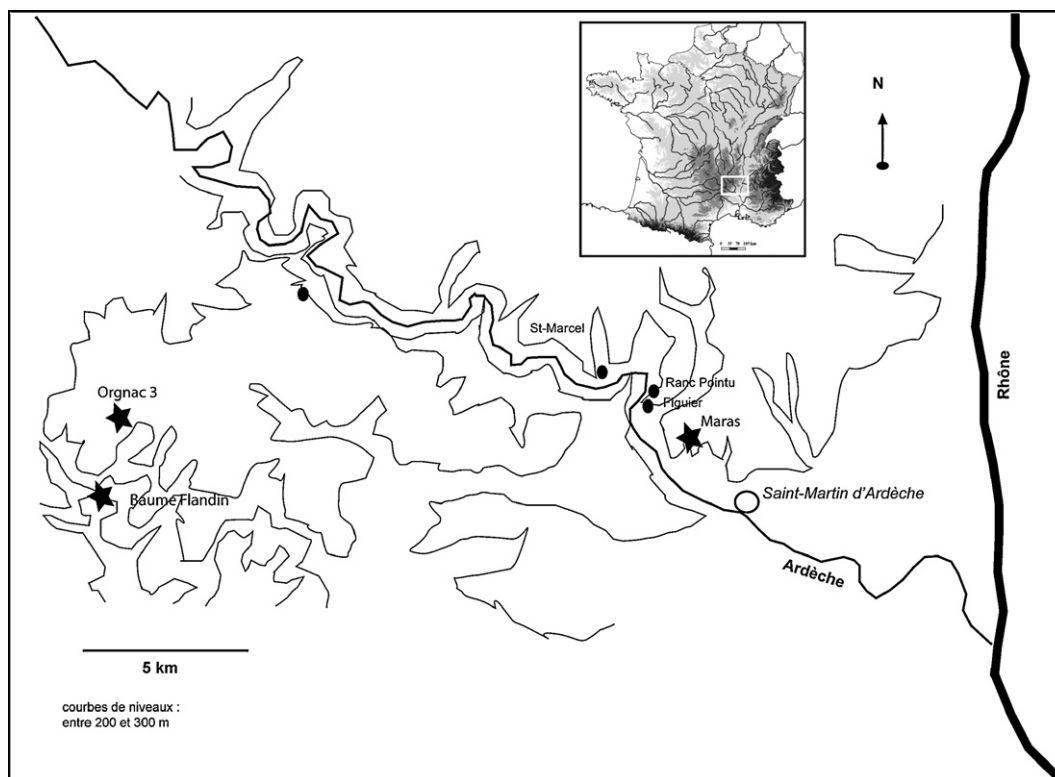 N
St-Marcel
Ranc Pointu
Figuier
Maras
Orgnac 3
Baume Flandin
Saint-Martin d'Ardèche
Ardèche
Rhône
5 km
courbes de niveaux :
entre 200 et 300 m